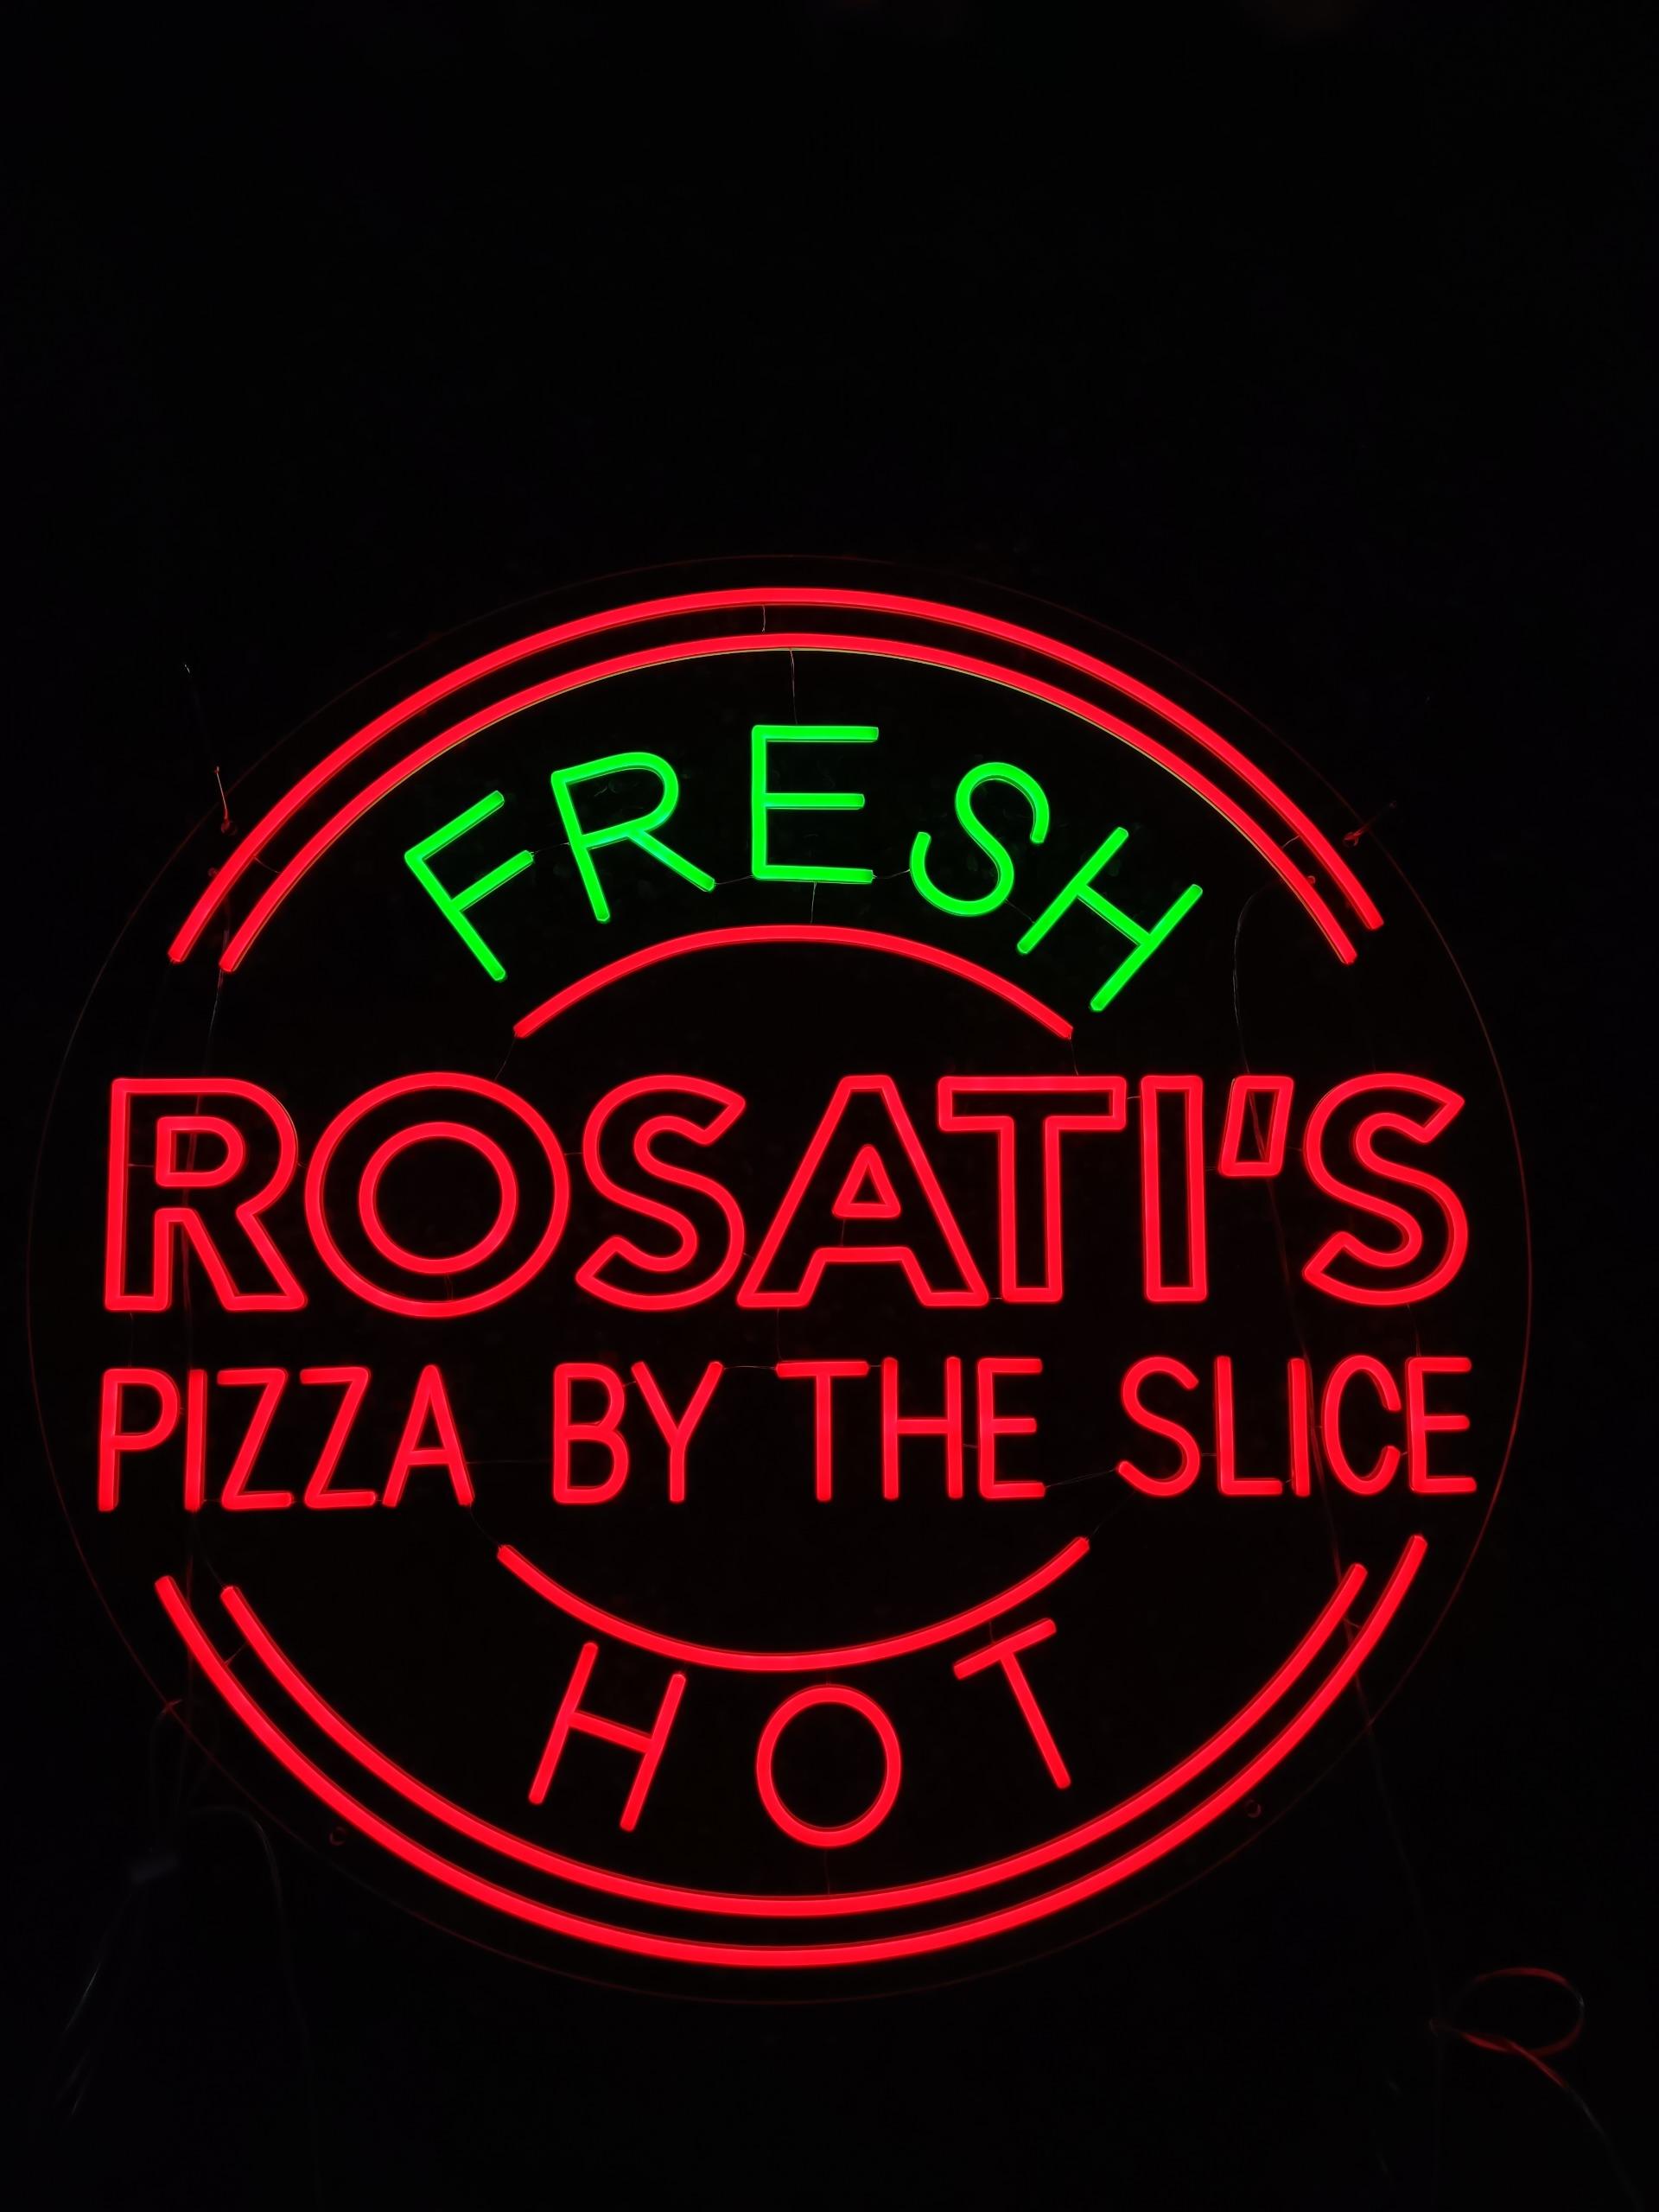 FRESH
ROSATI'S
PIZZA BY THE SLICE
HOT